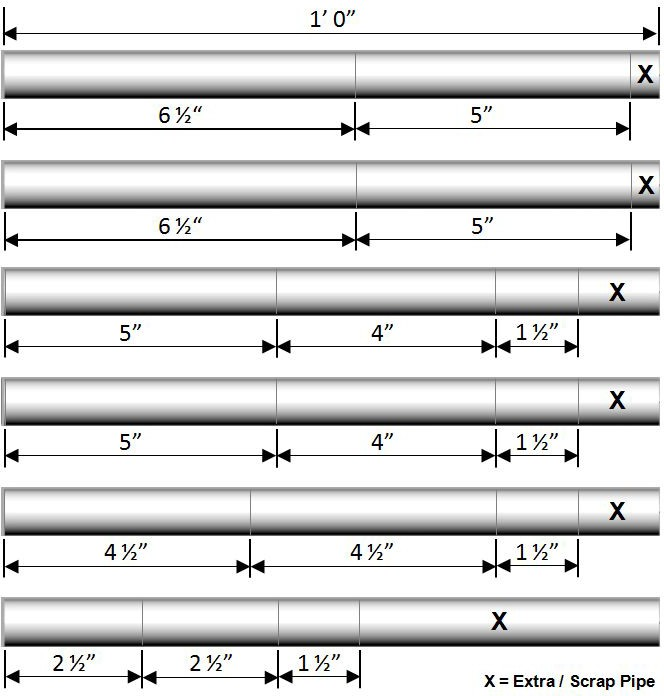 1’ 0”
X
6 ½“ 5”
X
6 ½“ 5”
X
5” 4” 1 ½”
X
5” 4” 1 ½”
X
4 ½” 4 ½” 1 ½”
X
2 ½” 2 ½” 1 ½”
X = Extra / Scrap Pipe